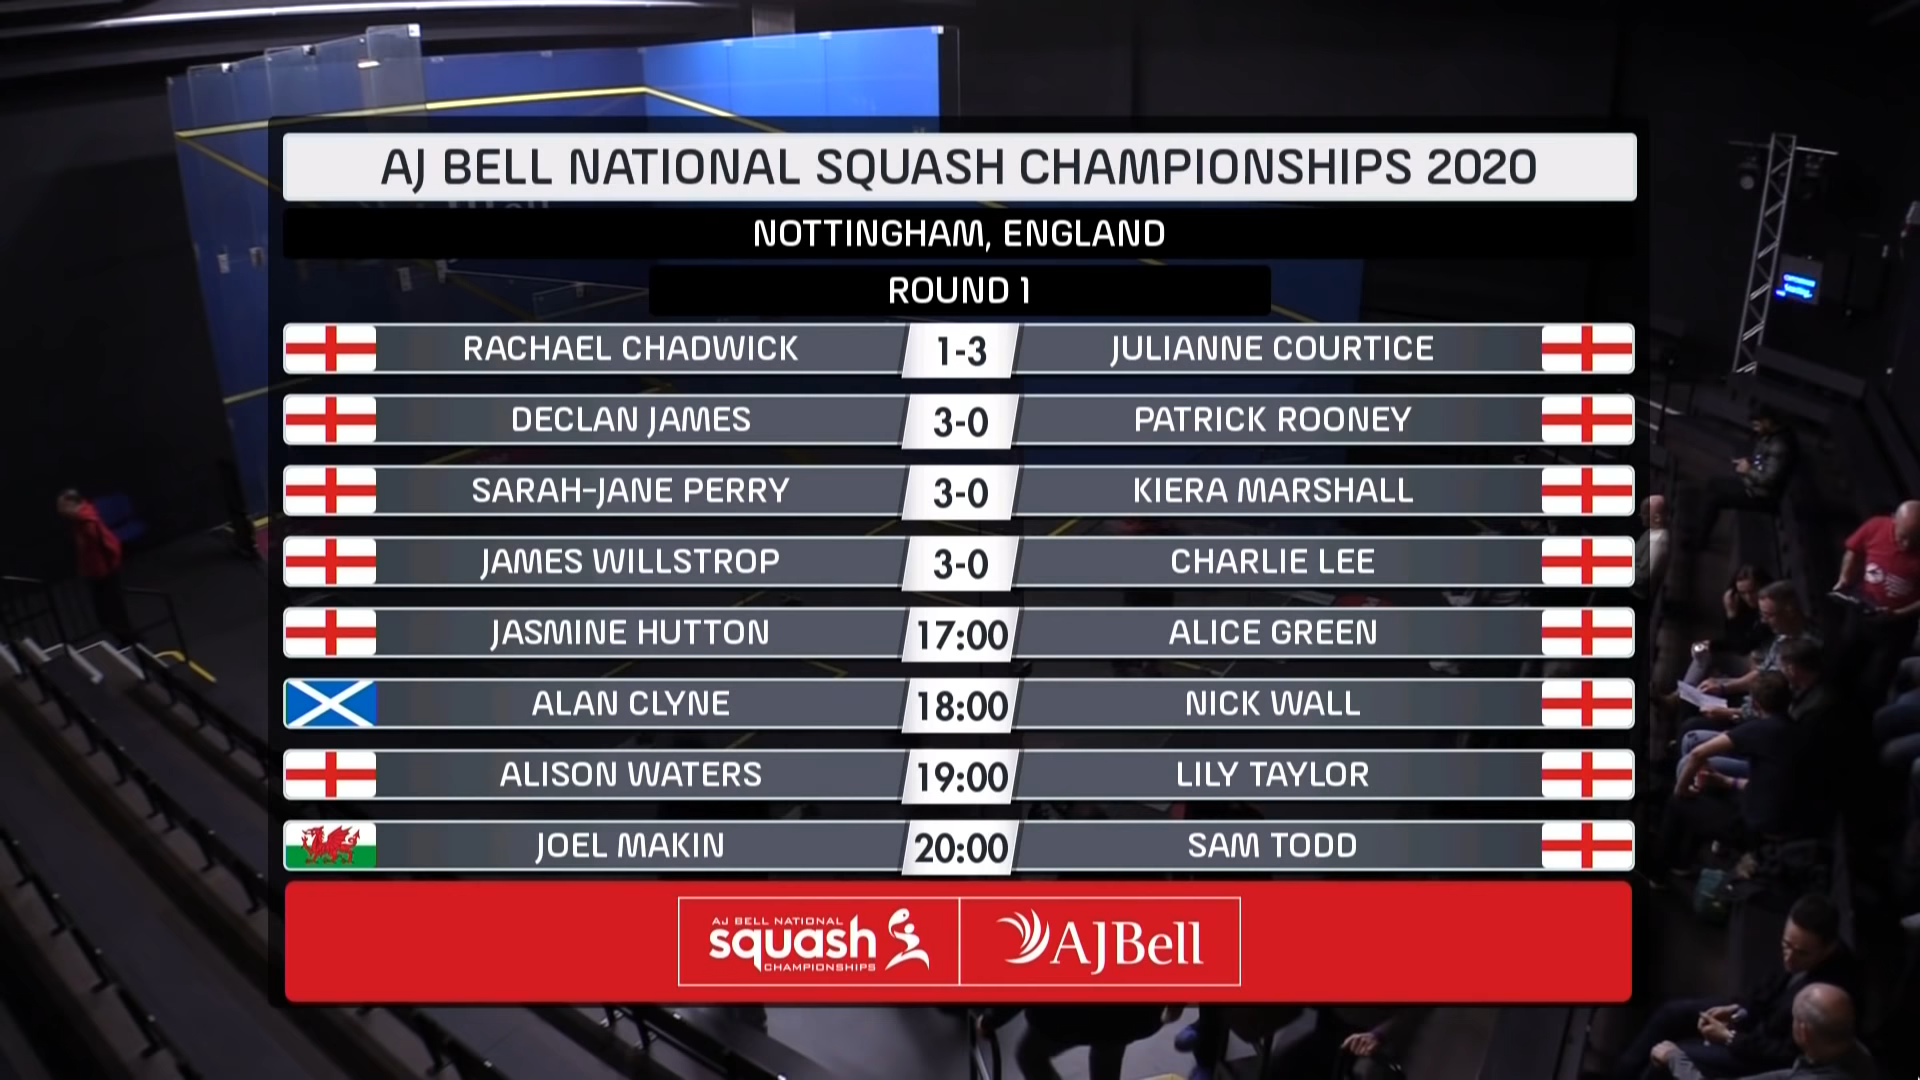 AJ BELL NATIONAL SQUASH CHAMPIONSHIPS 2020
NOTTINGHAM, ENGLAND
ROUND 1
RACHAEL CHADWICK 1-3 JULIANNE COURTICE
DECLAN JAMES 3-0 PATRICK ROONEY
SARAH-JANE PERRY 3-0 KIERA MARSHALL
JAMES WILLSTROP 3-0 CHARLIE LEE
JASMINE HUTTON 17:00 ALICE GREEN
ALAN CLYNE 18:00 NICK WALL
ALISON WATERS 19:00 LILY TAYLOR
JOEL MAKIN 20:00 SAM TODD
AJ BELL NATIONAL
squash
CHAMPIONSHIPS
AJBell